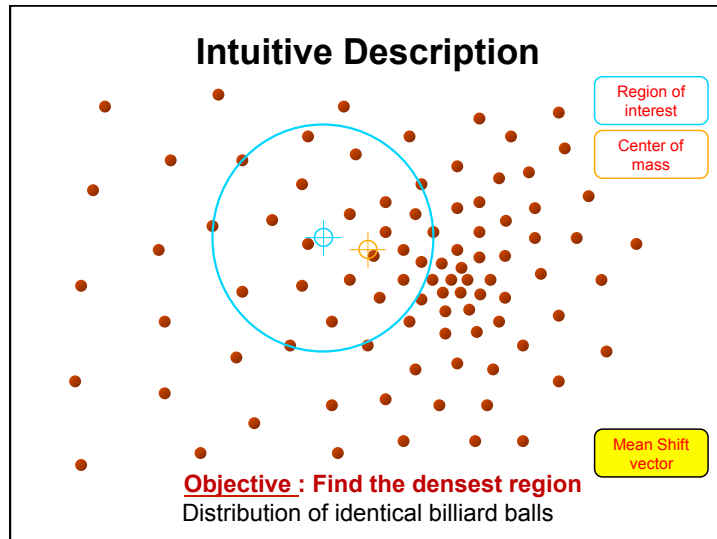 Intuitive Description
Region of
interest
Center of
mass
Mean Shift
vector
Objective : Find the densest region
Distribution of identical billiard balls